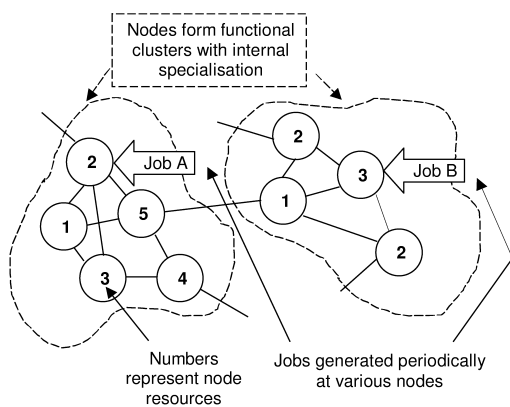 Nodes form functional
clusters with internal
specialisation
2
Job A
1
5
3
4
2
3
Job B
1
2
Numbers
represent node
resources
Jobs generated periodically
at various nodes